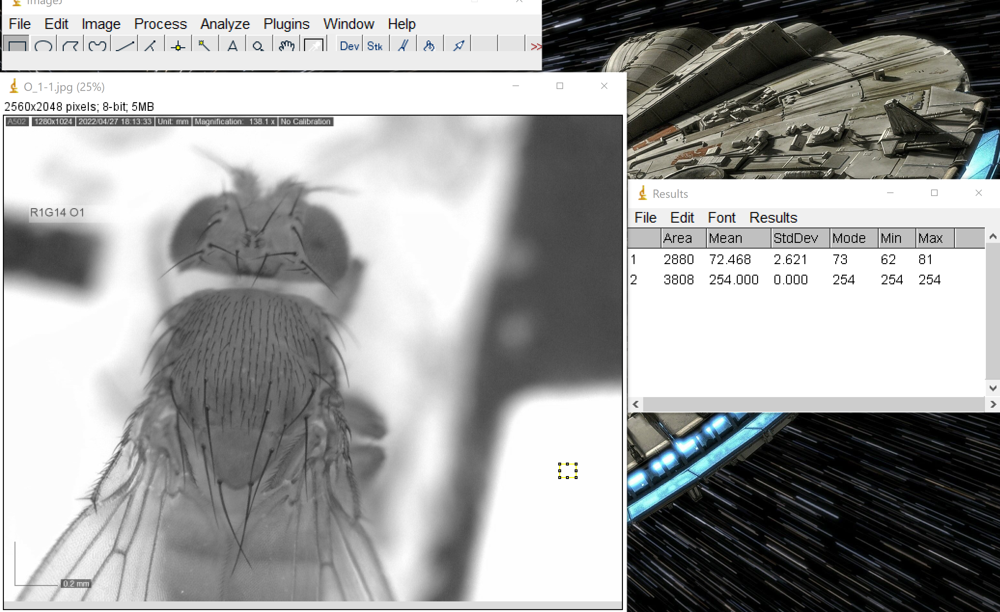 ImageJ
File Edit Image Process Analyze Plugins Window Help
A Dev Stk >>
O_1-1.jpg (25%)
2560x2048 pixels; 8-bit; 5MB
A502 1280x1024 2022/04/27 18:13:33 Unit: mm Magnification: 138.1 x No Calibration
R1G14 O1
0.2 mm
Results
File Edit Font Results
Area Mean StdDev Mode Min Max
1 2880 72.468 2.621 73 62 81
2 3808 254.000 0.000 254 254 254